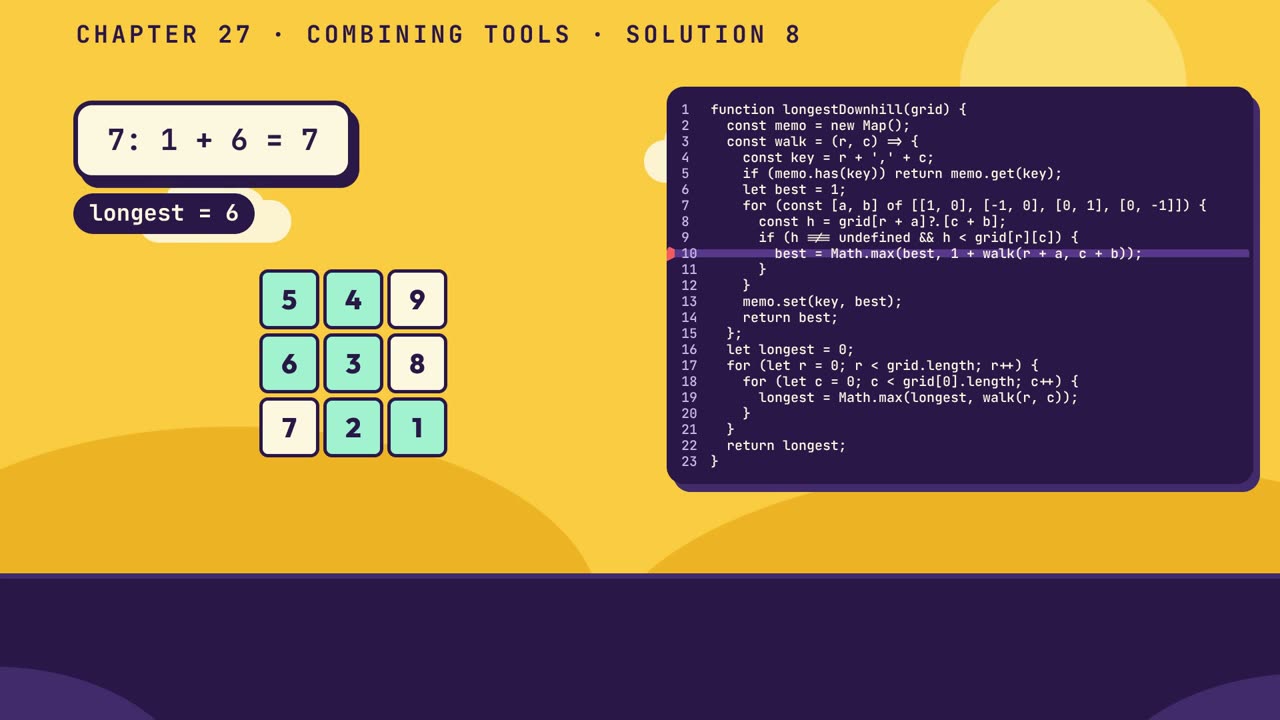 CHAPTER 27 · COMBINING TOOLS · SOLUTION 8
7: 1 + 6 = 7
longest = 6
5 4 9
6 3 8
7 2 1
1 function longestDownhill(grid) {
2   const memo = new Map();
3   const walk = (r, c) => {
4     const key = r + ',' + c;
5     if (memo.has(key)) return memo.get(key);
6     let best = 1;
7     for (const [a, b] of [[1, 0], [-1, 0], [0, 1], [0, -1]]) {
8       const h = grid[r + a]?.[c + b];
9       if (h !== undefined && h < grid[r][c]) {
10         best = Math.max(best, 1 + walk(r + a, c + b));
11       }
12     }
13     memo.set(key, best);
14     return best;
15   };
16   let longest = 0;
17   for (let r = 0; r < grid.length; r++) {
18     for (let c = 0; c < grid[0].length; c++) {
19       longest = Math.max(longest, walk(r, c));
20     }
21   }
22   return longest;
23 }